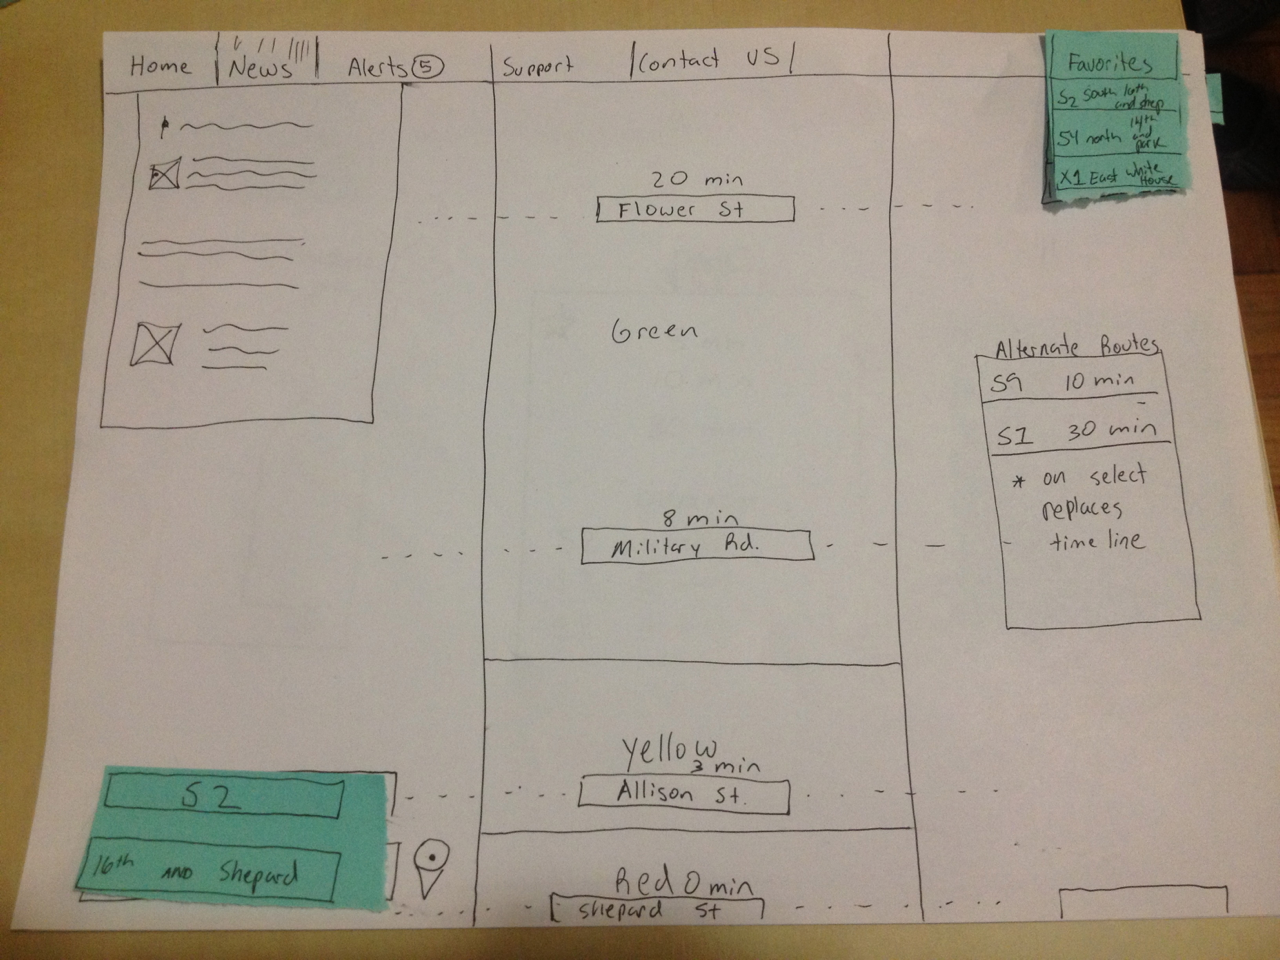 Home
News
Alerts 5
Support
Contact US
Favorites
S2 South 16th
and shep
S4 north 14th
and
park
X1 East White
House
20 min
Flower St
Green
Alternate Routes
S9 10 min
S1 30 min
* on select
replaces
time line
8 min
Military Rd.
Yellow
3 min
Allison St.
S2
16th AND Shepard
Red 0 min
Shepard St